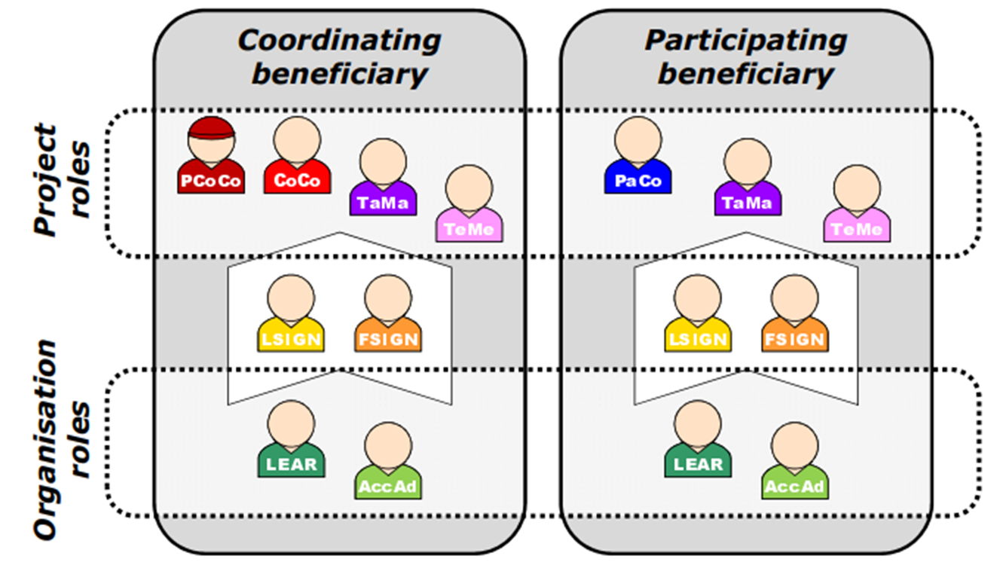 Coordinating
beneficiary
Participating
beneficiary
Project
roles
PCoCo
CoCo
TaMa
TeMe
PaCo
TaMa
TeMe
LSIGN
FSIGN
LSIGN
FSIGN
Organisation
roles
LEAR
AccAd
LEAR
AccAd